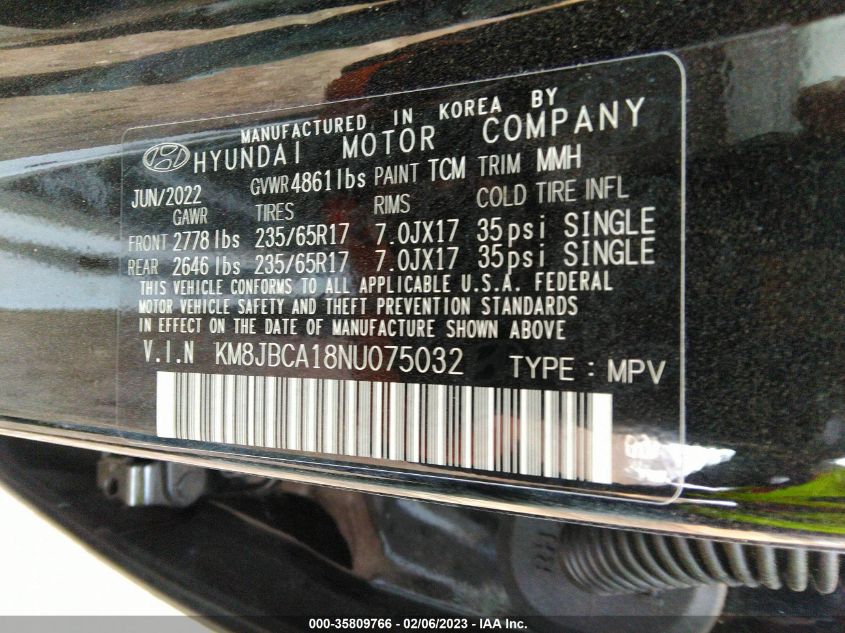 MANUFACTURED IN KOREA BY
HYUNDAI MOTOR COMPANY
JUN/2022 GVWR 4861lbs PAINT TCM TRIM MMH
GAWR TIRES RIMS COLD TIRE INFL
FRONT 2778 lbs 235/65R17 7.0JX17 35psi SINGLE
REAR 2646 lbs 235/65R17 7.0JX17 35psi SINGLE
THIS VEHICLE CONFORMS TO ALL APPLICABLE U.S.A. FEDERAL
MOTOR VEHICLE SAFETY AND THEFT PREVENTION STANDARDS
IN EFFECT ON THE DATE OF MANUFACTURE SHOWN ABOVE
V.I.N KM8JBCA18NU075032 TYPE : MPV
000-35809766 - 02/06/2023 - IAA Inc.